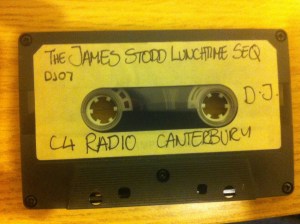 THE JAMES STODD LUNCHTIME SEQ
DJ07
D.J.
C4 RADIO CANTERBURY